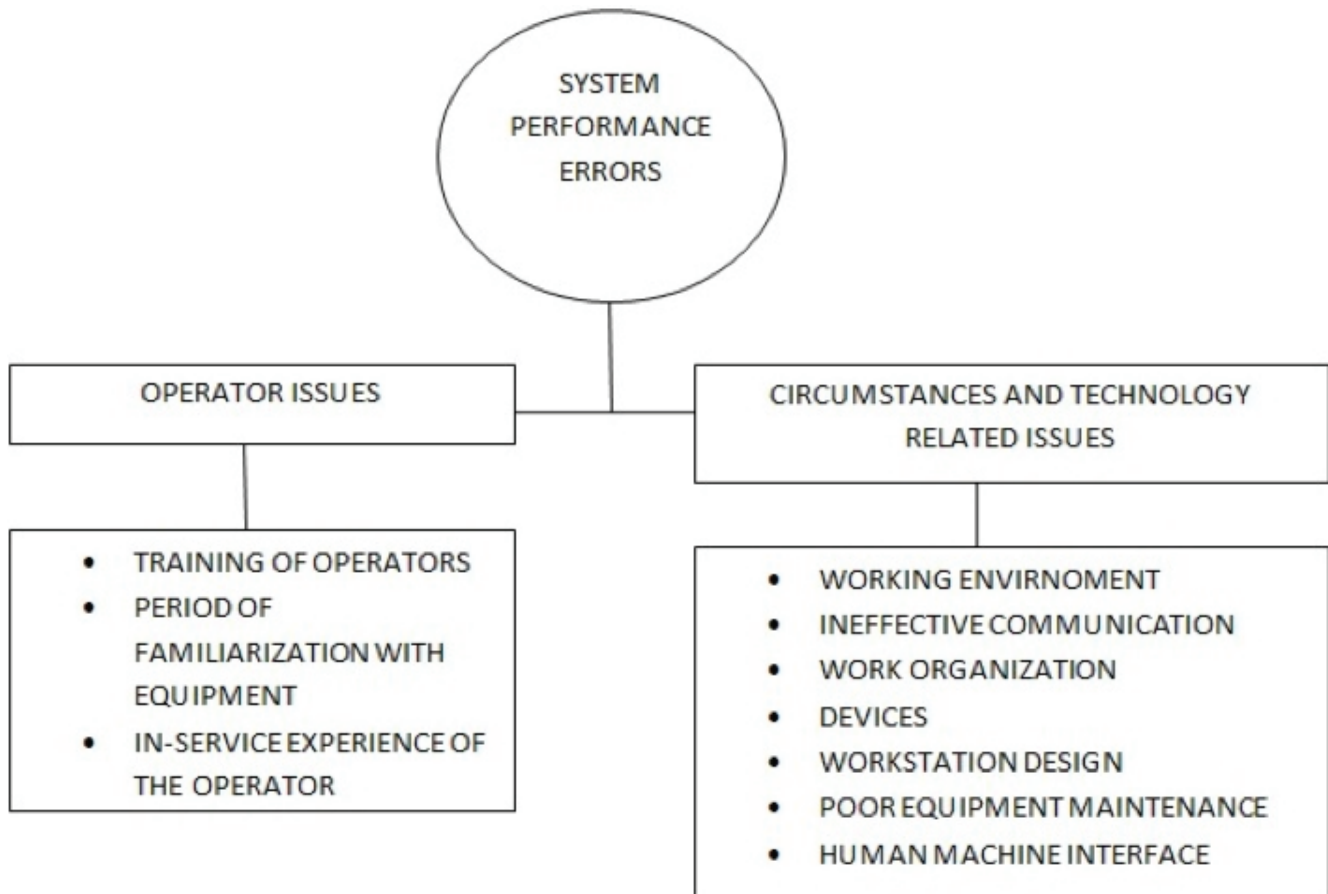 SYSTEM
PERFORMANCE
ERRORS
OPERATOR ISSUES
CIRCUMSTANCES AND TECHNOLOGY
RELATED ISSUES
• TRAINING OF OPERATORS
• PERIOD OF
FAMILIARIZATION WITH
EQUIPMENT
• IN-SERVICE EXPERIENCE OF
THE OPERATOR
• WORKING ENVIRNOMENT
• INEFFECTIVE COMMUNICATION
• WORK ORGANIZATION
• DEVICES
• WORKSTATION DESIGN
• POOR EQUIPMENT MAINTENANCE
• HUMAN MACHINE INTERFACE